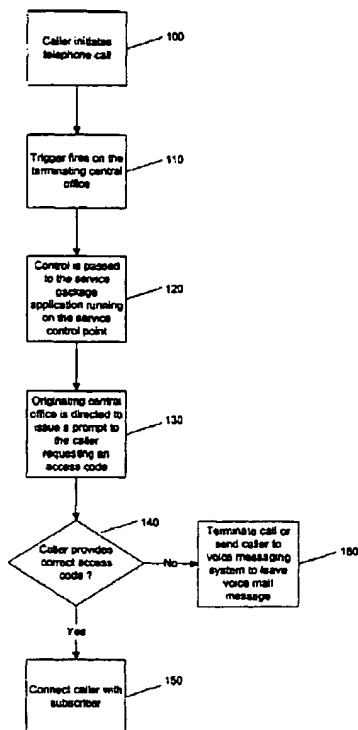 Caller initiates
telephone call
100
Trigger fires on the
terminating central
office
110
Control is passed
to the service
package
application running
on the service
control point
120
Originating central
office is directed to
issue a prompt to
the caller
requesting an
access code
130
140
Caller provides
correct access
code ?
No
Terminate call or
send caller to
voice messaging
system to leave
voice mail
message
160
Yes
Connect caller with
subscriber
150